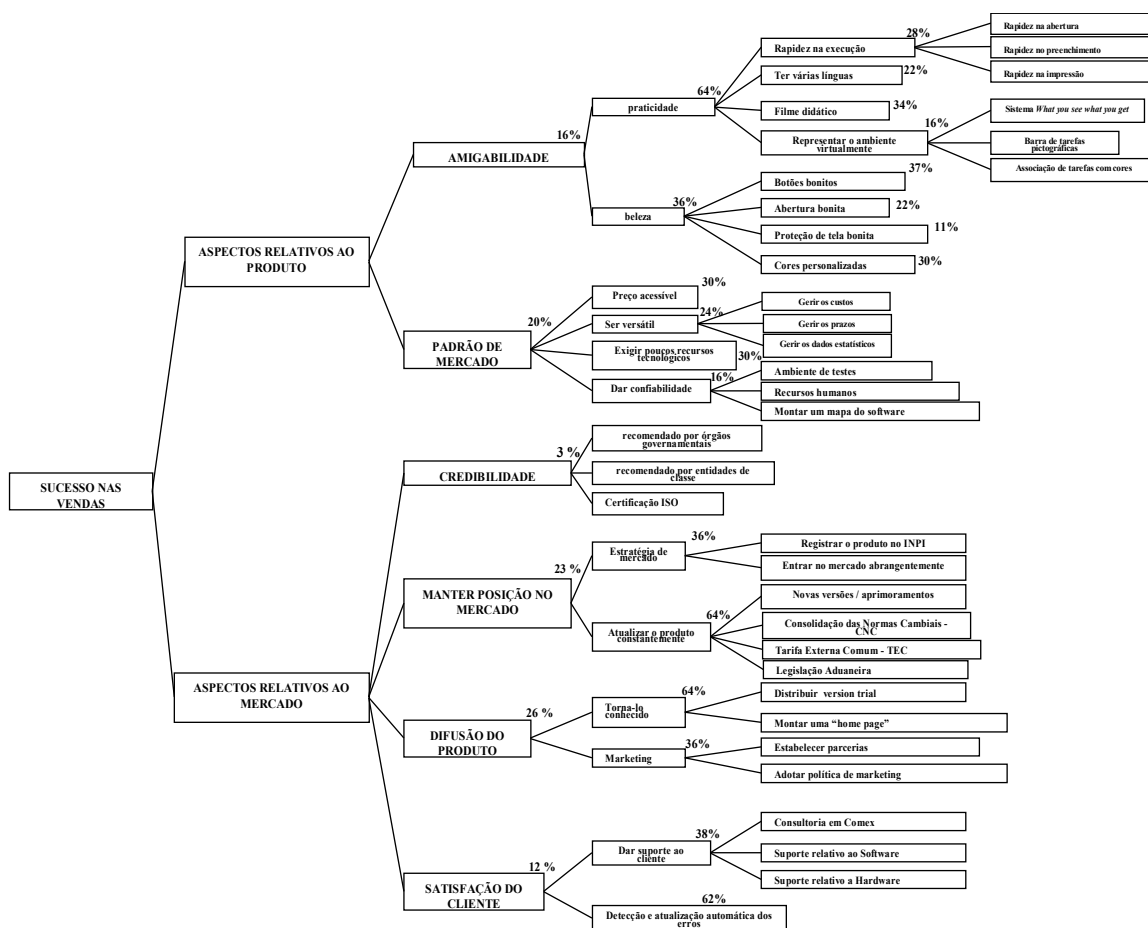 SUCESSO NAS
VENDAS
ASPECTOS RELATIVOS AO
PRODUTO
16%
AMIGABILIDADE
64%
praticidade
28%
Rapidez na execução
Rapidez na abertura
Rapidez no preenchimento
Rapidez na impressão
22%
Ter várias línguas
34%
Filme didático
16%
Representar o ambiente
virtualmente
Sistema What you see what you get
Barra de tarefas
pictográficas
Associação de tarefas com cores
36%
beleza
37%
Botões bonitos
22%
Abertura bonita
11%
Proteção de tela bonita
30%
Cores personalizadas
20%
PADRÃO DE
MERCADO
30%
Preço acessível
24%
Ser versátil
Gerir os custos
Gerir os prazos
Gerir os dados estatísticos
30%
Exigir poucos recursos
tecnológicos
16%
Dar confiabilidade
Ambiente de testes
Recursos humanos
Montar um mapa do software
ASPECTOS RELATIVOS AO
MERCADO
3 %
CREDIBILIDADE
recomendado por órgãos
governamentais
recomendado por entidades de
classe
Certificação ISO
23 %
MANTER POSIÇÃO NO
MERCADO
36%
Estratégia de
mercado
Registrar o produto no INPI
Entrar no mercado abrangentemente
64%
Atualizar o produto
constantemente
Novas versões / aprimoramentos
Consolidação das Normas Cambiais -
CNC
Tarifa Externa Comum - TEC
Legislação Aduaneira
26 %
DIFUSÃO DO
PRODUTO
64%
Torna-lo
conhecido
Distribuir version trial
Montar uma “home page”
36%
Marketing
Estabelecer parcerias
Adotar política de marketing
12 %
SATISFAÇÃO DO
CLIENTE
38%
Dar suporte ao
cliente
Consultoria em Comex
Suporte relativo ao Software
Suporte relativo a Hardware
62%
Detecção e atualização automática dos
erros